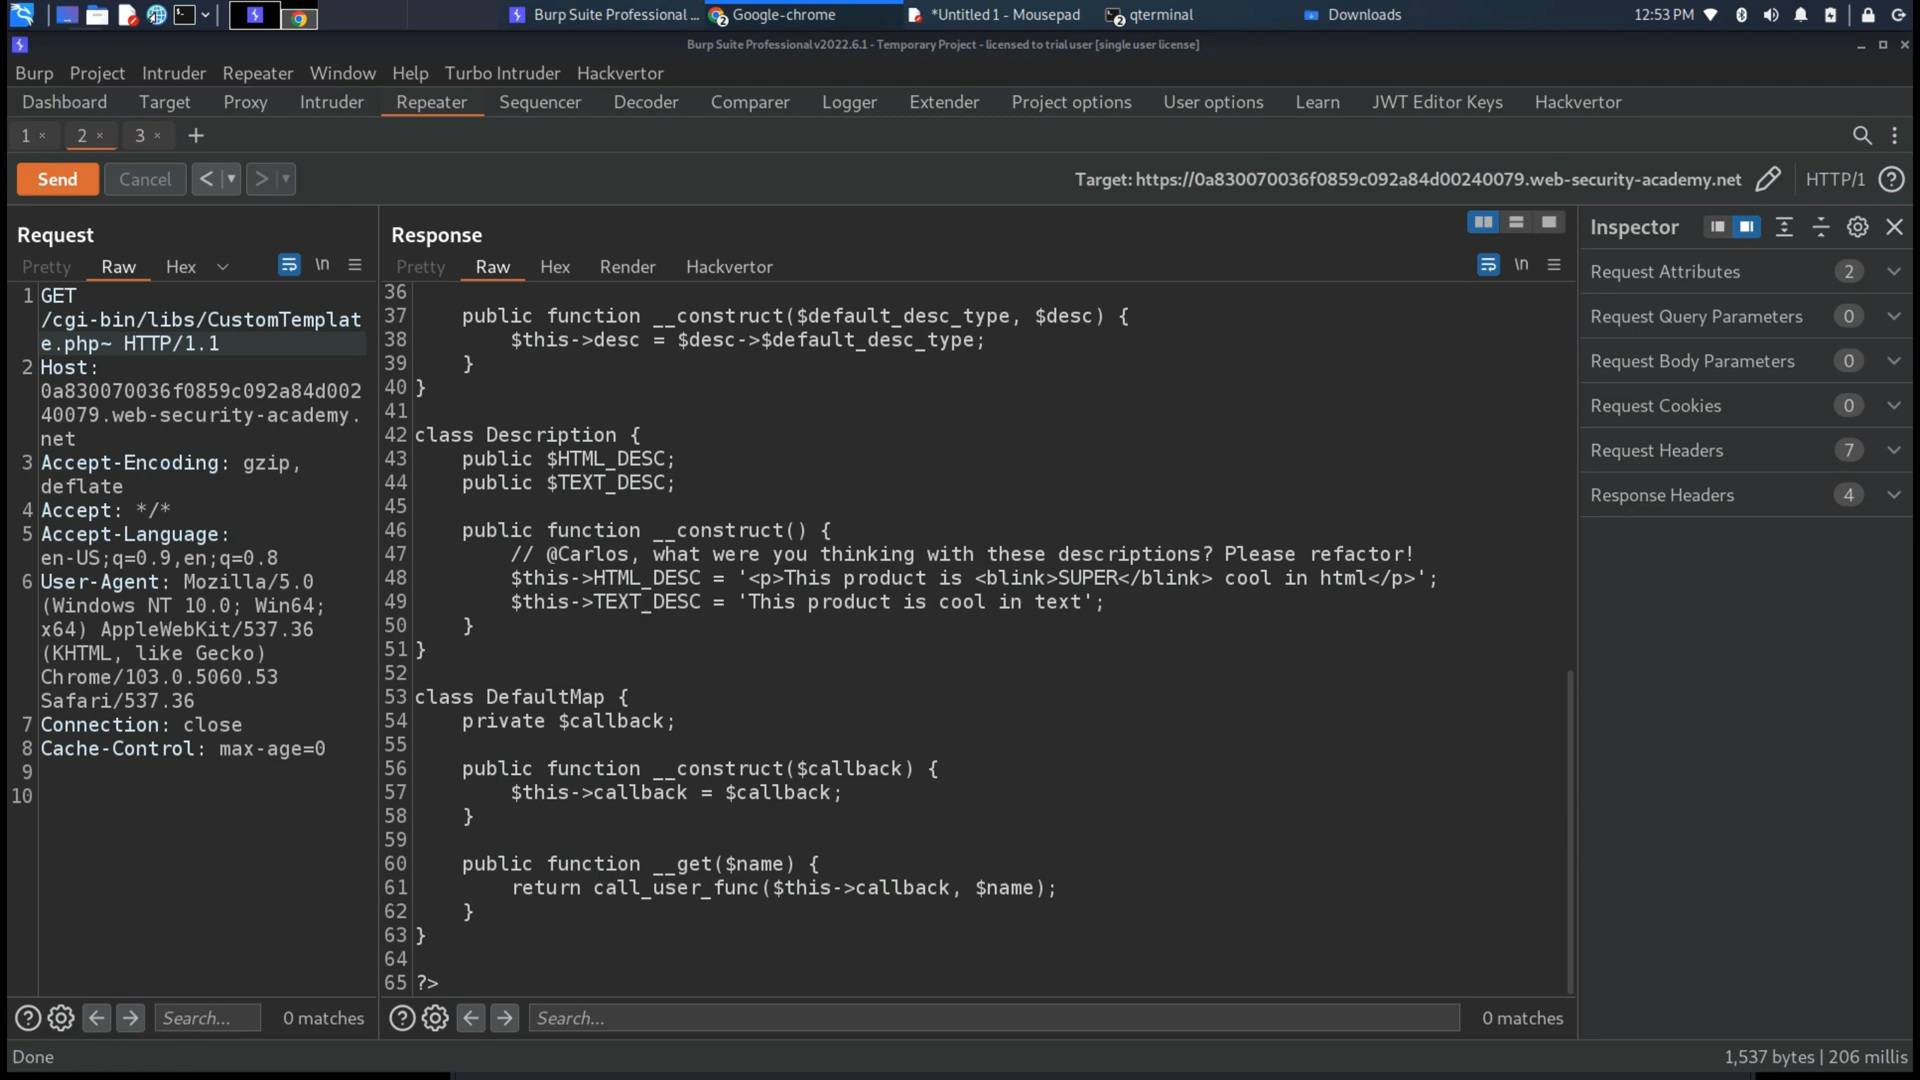 Burp Suite Professional ...
Google-chrome
*Untitled 1 - Mousepad
qterminal
Downloads
12:53 PM
Burp Suite Professional v2022.6.1 - Temporary Project - licensed to trial user [single user license]
Burp Project Intruder Repeater Window Help Turbo Intruder Hackvertor
Dashboard Target Proxy Intruder Repeater Sequencer Decoder Comparer Logger Extender Project options User options Learn JWT Editor Keys Hackvertor
1 × 2 × 3 × +
Send Cancel < > Target: https://0a830070036f0859c092a84d00240079.web-security-academy.net HTTP/1 ?
Request
Pretty Raw Hex \n
1 GET
/cgi-bin/libs/CustomTemplat
e.php~ HTTP/1.1
2 Host:
0a830070036f0859c092a84d002
40079.web-security-academy.
net
3 Accept-Encoding: gzip,
deflate
4 Accept: */*
5 Accept-Language:
en-US;q=0.9,en;q=0.8
6 User-Agent: Mozilla/5.0
(Windows NT 10.0; Win64;
x64) AppleWebKit/537.36
(KHTML, like Gecko)
Chrome/103.0.5060.53
Safari/537.36
7 Connection: close
8 Cache-Control: max-age=0
9
10
Search... 0 matches
Response
Pretty Raw Hex Render Hackvertor \n
36
37 public function __construct($default_desc_type, $desc) {
38 $this->desc = $desc->$default_desc_type;
39 }
40 }
41
42 class Description {
43 public $HTML_DESC;
44 public $TEXT_DESC;
45
46 public function __construct() {
47 // @Carlos, what were you thinking with these descriptions? Please refactor!
48 $this->HTML_DESC = '<p>This product is <blink>SUPER</blink> cool in html</p>';
49 $this->TEXT_DESC = 'This product is cool in text';
50 }
51 }
52
53 class DefaultMap {
54 private $callback;
55
56 public function __construct($callback) {
57 $this->callback = $callback;
58 }
59
60 public function __get($name) {
61 return call_user_func($this->callback, $name);
62 }
63 }
64
65 ?>
Search... 0 matches
Inspector
Request Attributes 2
Request Query Parameters 0
Request Body Parameters 0
Request Cookies 0
Request Headers 7
Response Headers 4
Done
1,537 bytes | 206 millis